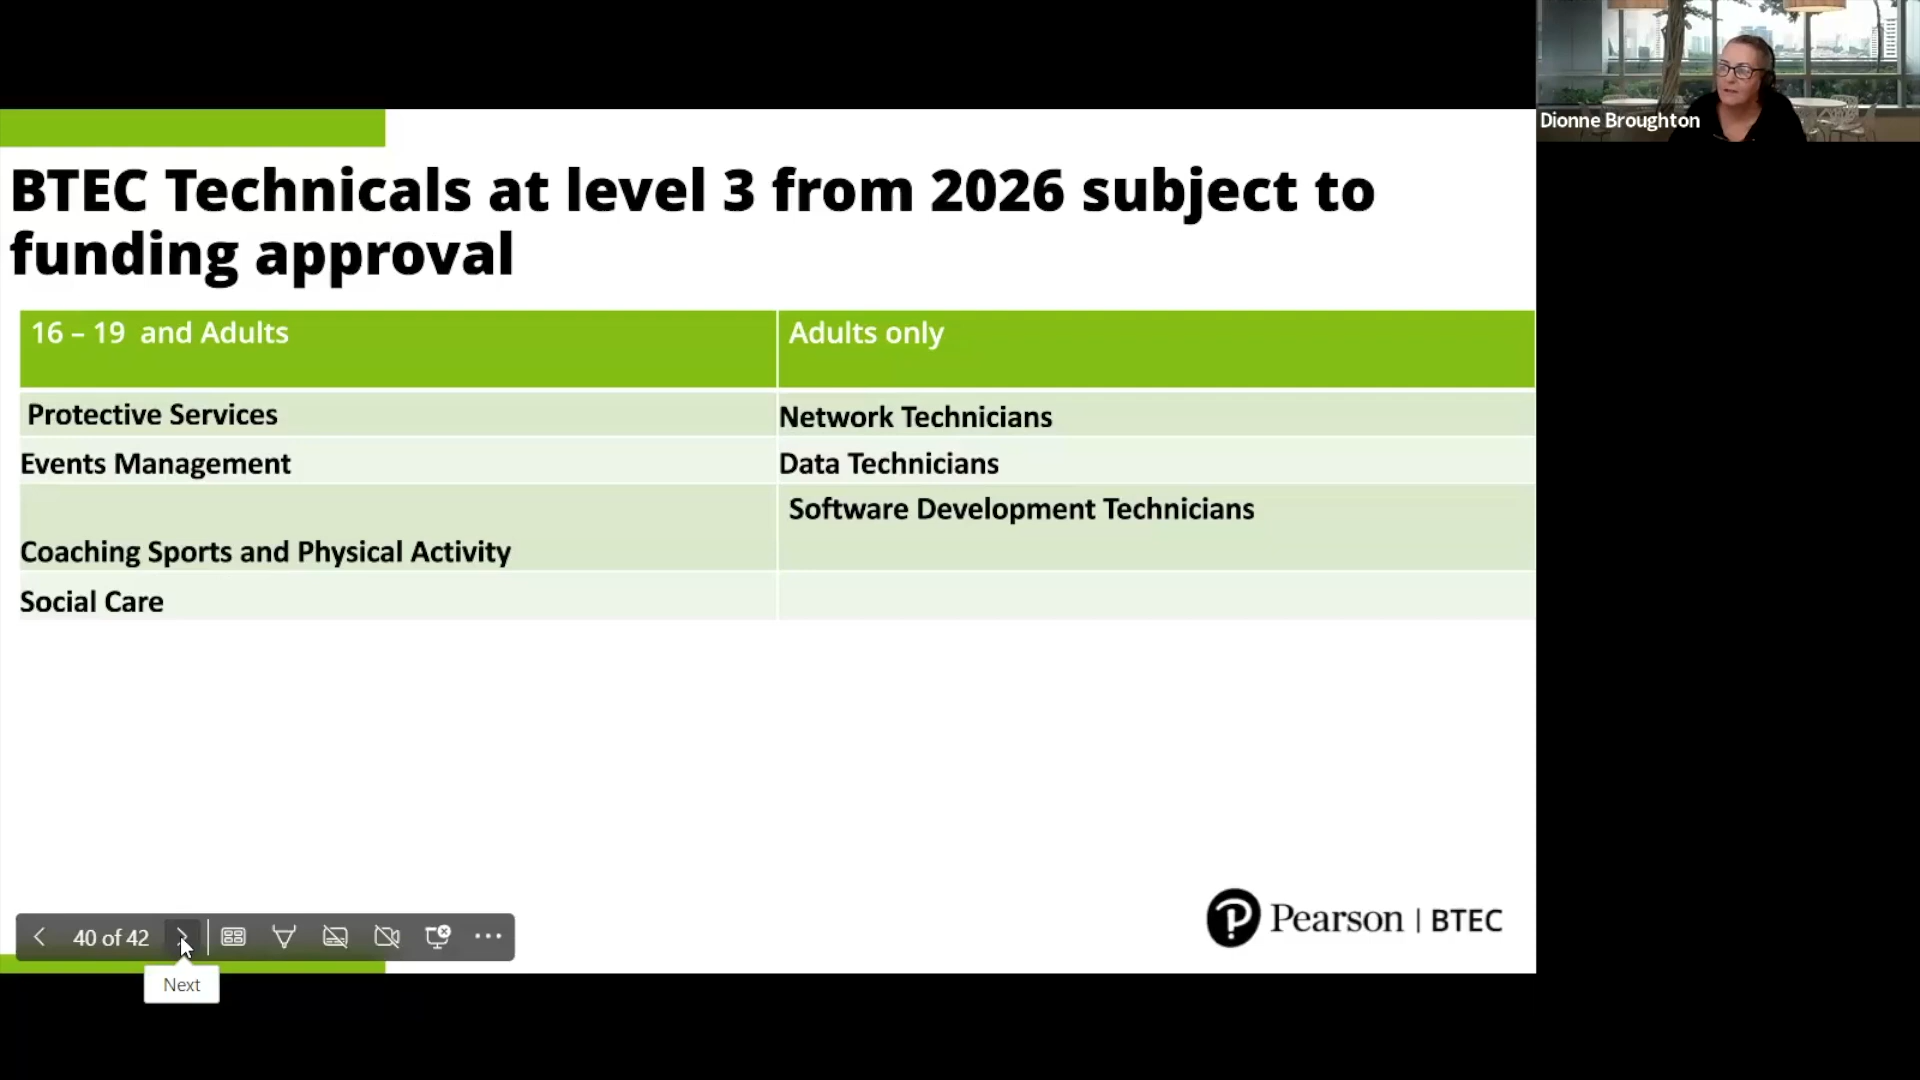 Dionne Broughton
BTEC Technicals at level 3 from 2026 subject to
funding approval
16 – 19 and Adults
Adults only
Protective Services
Network Technicians
Events Management
Data Technicians
Software Development Technicians
Coaching Sports and Physical Activity
Social Care
40 of 42
Next
Pearson | BTEC